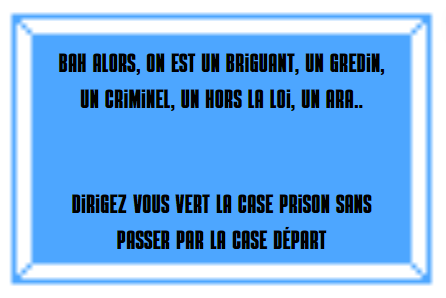 BAH ALORS, ON EST UN BRiGUANT, UN GREDiN,
UN CRiMiNEL, UN HORS LA LOi, UN ARA..
DiRiGEZ VOUS VERT LA CASE PRiSON SANS
PASSER PAR LA CASE DÉPART